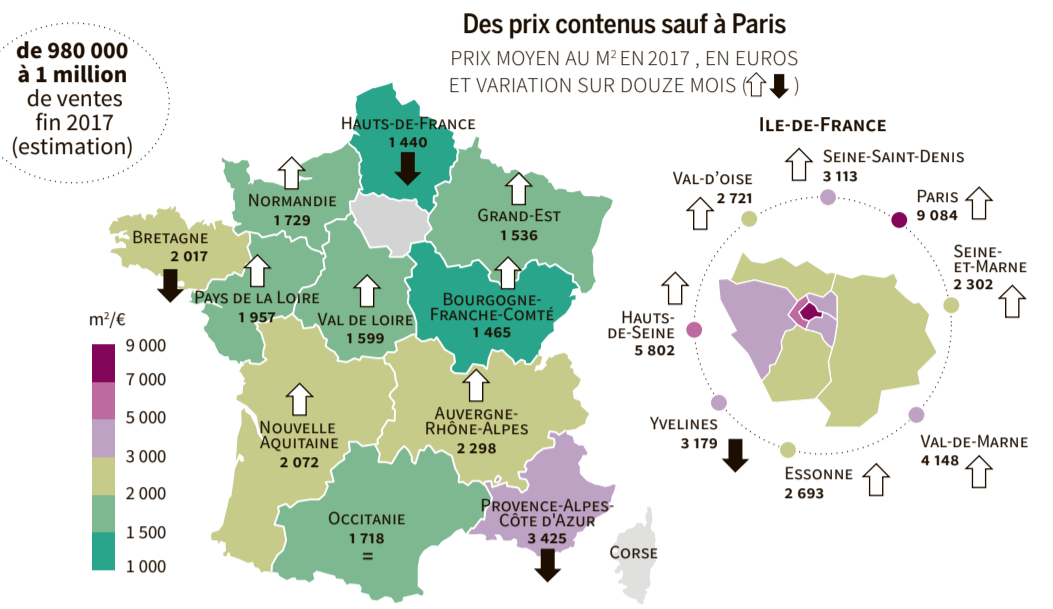 Des prix contenus sauf à Paris
PRIX MOYEN AU M² EN 2017 , EN EUROS
ET VARIATION SUR DOUZE MOIS ( )
de 980 000
à 1 million
de ventes
fin 2017
(estimation)
HAUTS-DE-FRANCE
1 440
NORMANDIE
1 729
GRAND-EST
1 536
BRETAGNE
2 017
PAYS DE LA LOIRE
1 957
VAL DE LOIRE
1 599
BOURGOGNE-
FRANCHE-COMTÉ
1 465
NOUVELLE
AQUITAINE
2 072
AUVERGNE-
RHÔNE-ALPES
2 298
OCCITANIE
1 718
=
PROVENCE-ALPES-
CÔTE D'AZUR
3 425
CORSE
m²/€
9 000
7 000
5 000
3 000
2 000
1 500
1 000
ILE-DE-FRANCE
SEINE-SAINT-DENIS
3 113
VAL-D'OISE
2 721
PARIS
9 084
SEINE-
ET-MARNE
2 302
HAUTS-
DE-SEINE
5 802
YVELINES
3 179
ESSONNE
2 693
VAL-DE-MARNE
4 148